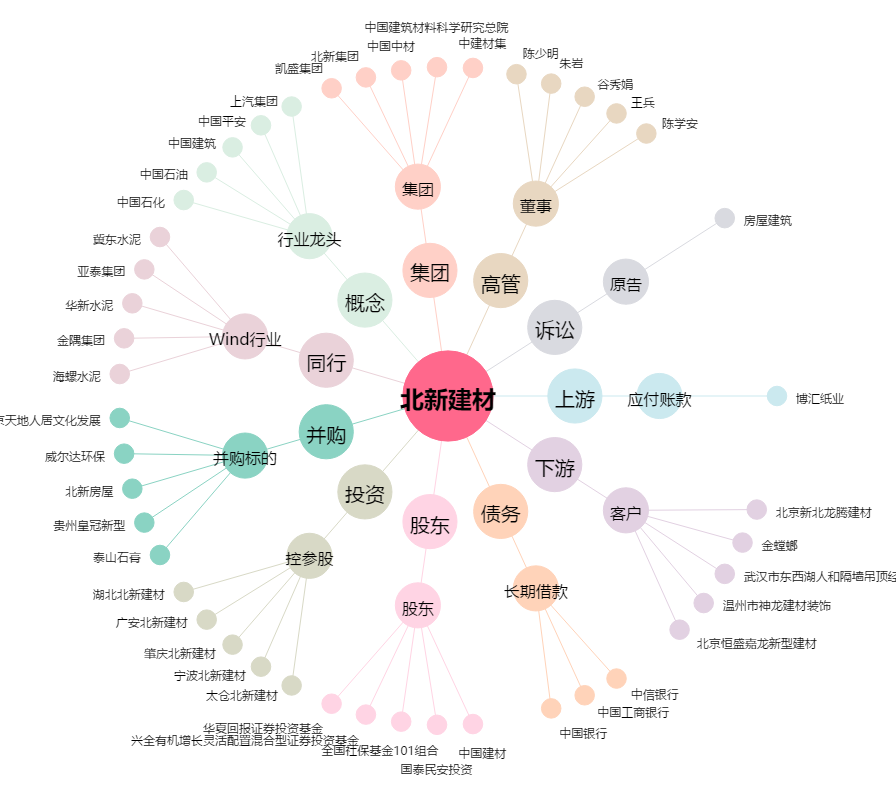 中国建筑材料科学研究总院
中国中材
中建材集
北新集团
凯盛集团
陈少明
朱岩
谷秀娟
王兵
陈学安
上汽集团
中国平安
中国建筑
中国石油
中国石化
集团
董事
房屋建筑
冀东水泥
行业龙头
亚泰集团
集团
高管
原告
华新水泥
概念
诉讼
金隅集团
Wind行业
同行
海螺水泥
北新建材
上游
应付账款
博汇纸业
京天地人居文化发展
威尔达环保
并购标的
并购
下游
北新房屋
投资
客户
北京新北龙腾建材
贵州皇冠新型
股东
债务
金螳螂
泰山石膏
控参股
武汉市东西湖人和隔墙吊顶经
湖北北新建材
股东
长期借款
温州市神龙建材装饰
广安北新建材
北京恒盛嘉龙新型建材
肇庆北新建材
宁波北新建材
太仓北新建材
中信银行
中国工商银行
中国银行
华夏回报证券投资基金
兴全有机增长灵活配置混合型证券投资基金
全国社保基金101组合
中国建材
国泰民安投资